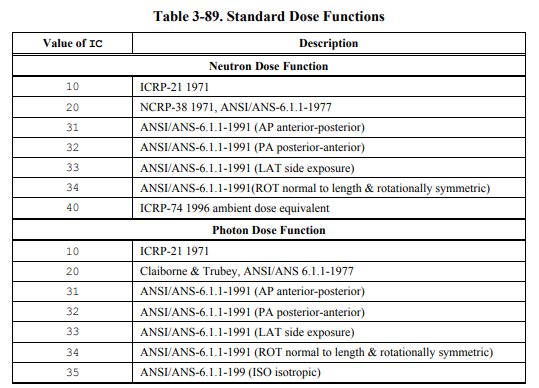 Table 3-89. Standard Dose Functions
Value of IC Description
Neutron Dose Function
10 ICRP-21 1971
20 NCRP-38 1971, ANSI/ANS-6.1.1-1977
31 ANSI/ANS-6.1.1-1991 (AP anterior-posterior)
32 ANSI/ANS-6.1.1-1991 (PA posterior-anterior)
33 ANSI/ANS-6.1.1-1991 (LAT side exposure)
34 ANSI/ANS-6.1.1-1991(ROT normal to length & rotationally symmetric)
40 ICRP-74 1996 ambient dose equivalent
Photon Dose Function
10 ICRP-21 1971
20 Claiborne & Trubey, ANSI/ANS 6.1.1-1977
31 ANSI/ANS-6.1.1-1991 (AP anterior-posterior)
32 ANSI/ANS-6.1.1-1991 (PA posterior-anterior)
33 ANSI/ANS-6.1.1-1991 (LAT side exposure)
34 ANSI/ANS-6.1.1-1991 (ROT normal to length & rotationally symmetric)
35 ANSI/ANS-6.1.1-199 (ISO isotropic)